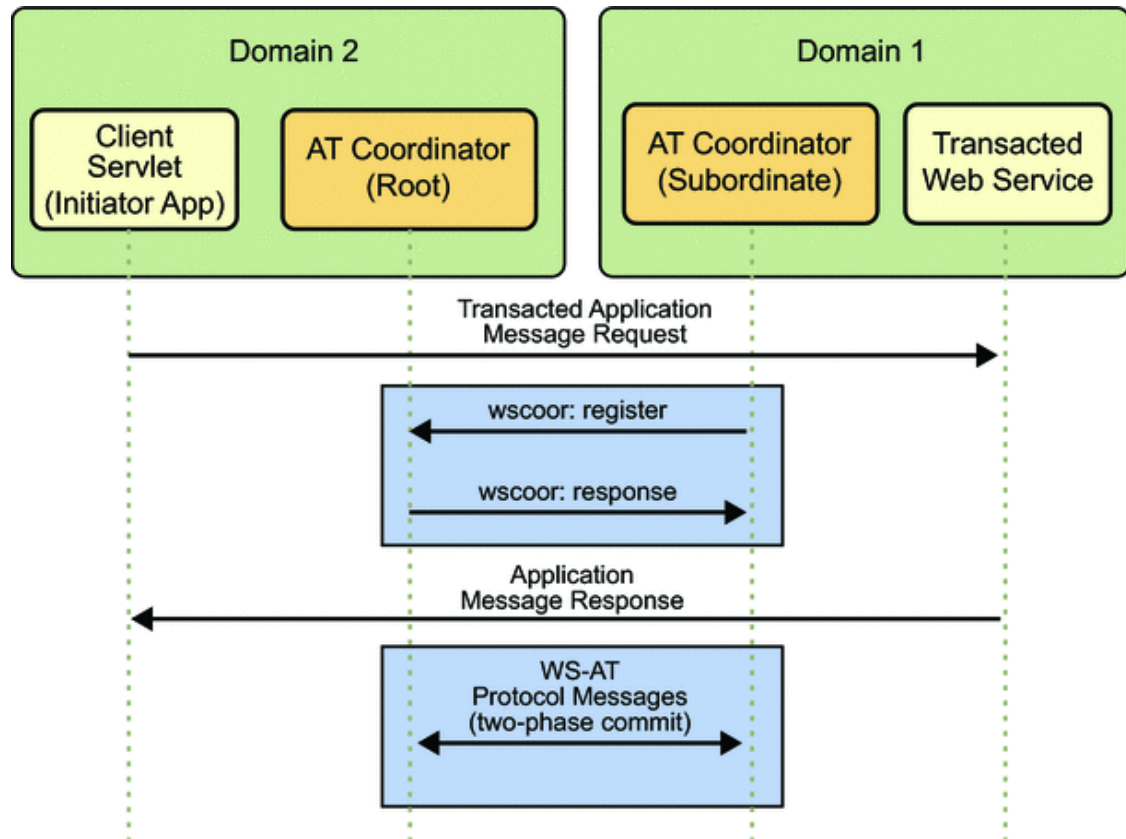 Domain 2
Domain 1
Client
Servlet
(Initiator App)
AT Coordinator
(Root)
AT Coordinator
(Subordinate)
Transacted
Web Service
Transacted Application
Message Request
wscoor: register
wscoor: response
Application
Message Response
WS-AT
Protocol Messages
(two-phase commit)